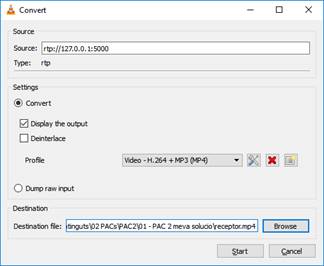 Convert
Source
Source: rtp://127.0.0.1:5000
Type: rtp
Settings
Convert
Display the output
Deinterlace
Profile Video - H.264 + MP3 (MP4)
Dump raw input
Destination
Destination file: otinguts\02 PACs\PAC2\01 - PAC 2 meva solucio\receptor.mp4 Browse
Start Cancel